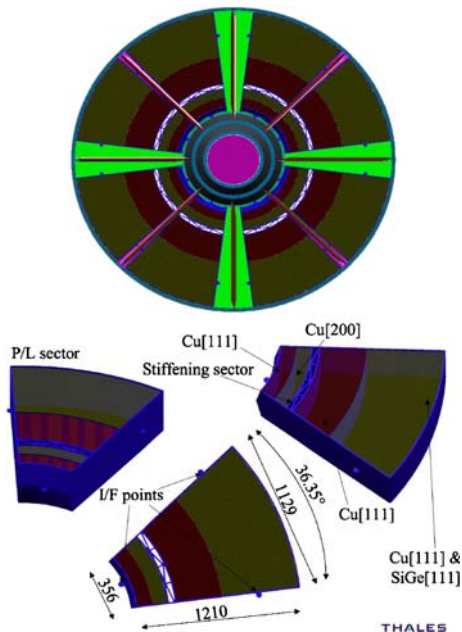 Cu[200]
Cu[111]
P/L sector
Stiffening sector
I/F points
36.35°
1129
Cu[111]
356
1210
Cu[111] &
SiGe[111]
THALES